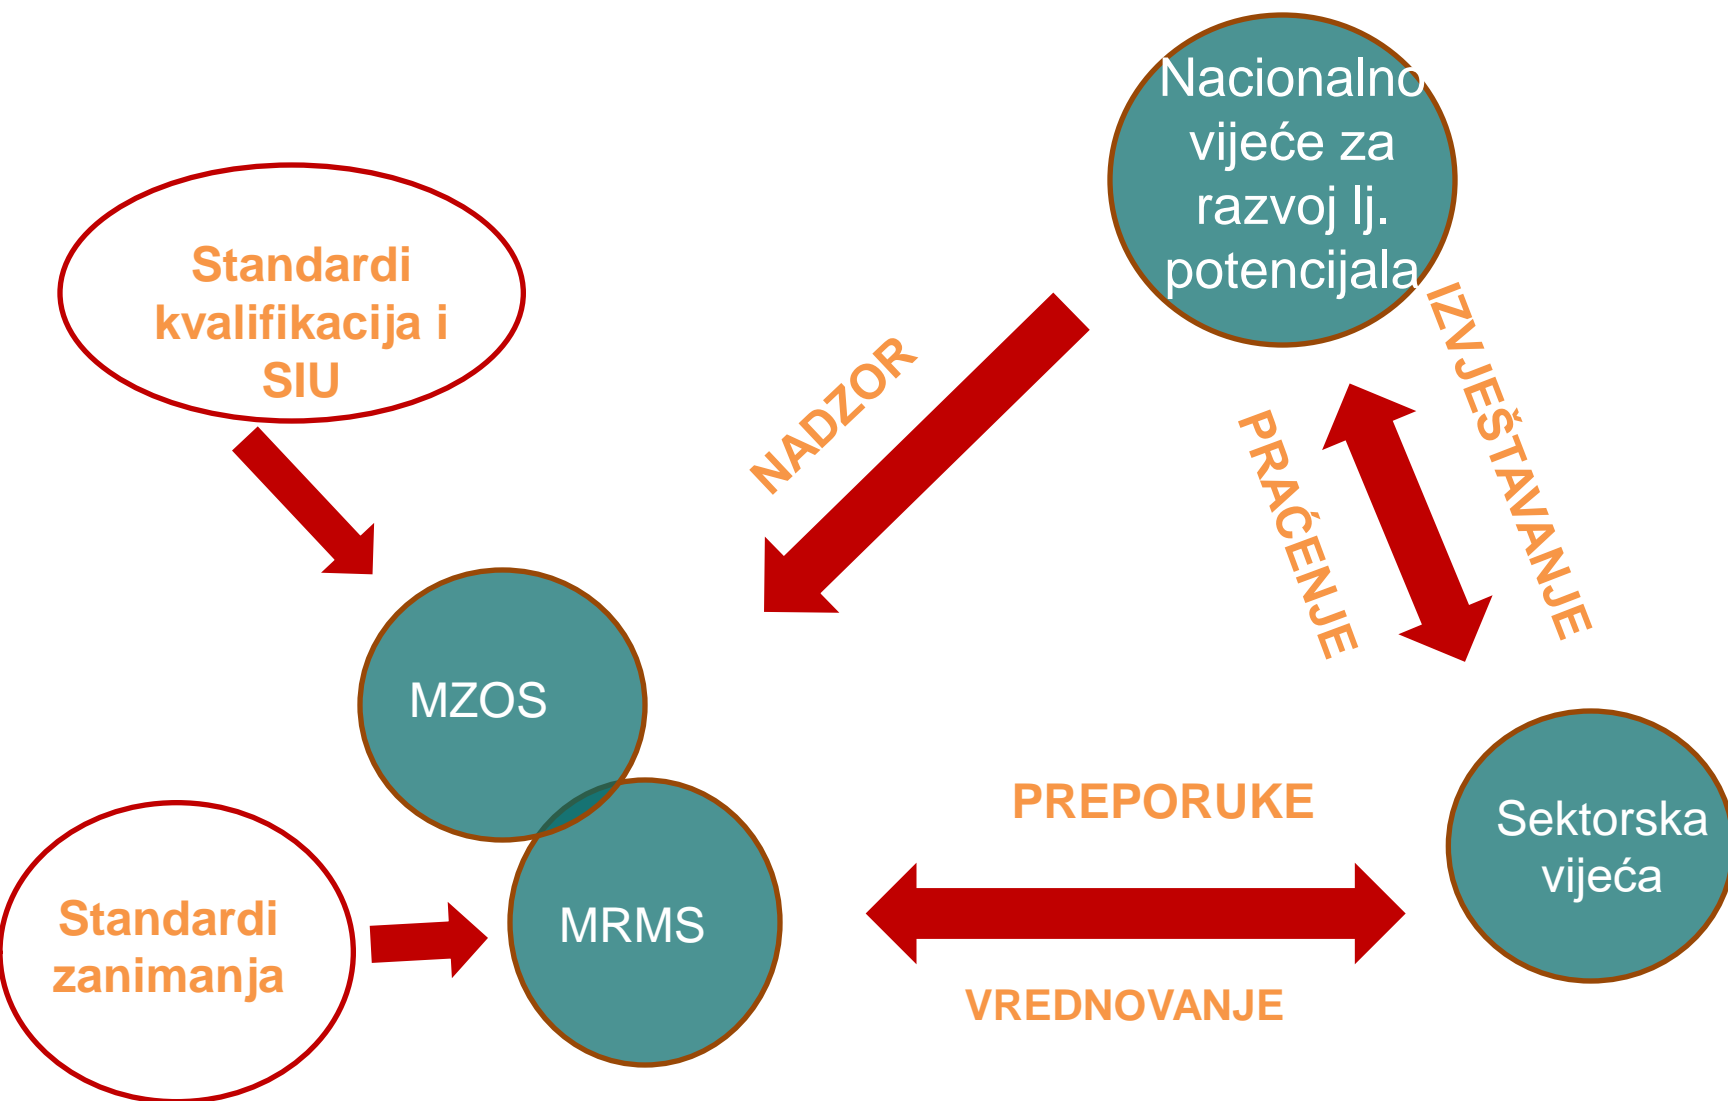 Nacionalno
vijeće za
razvoj lj.
potencijala
Standardi
kvalifikacija i
SIU
NADZOR
IZVJEŠTAVANJE
PRAĆENJE
MZOS
PREPORUKE
Sektorska
vijeća
Standardi
zanimanja
MRMS
VREDNOVANJE